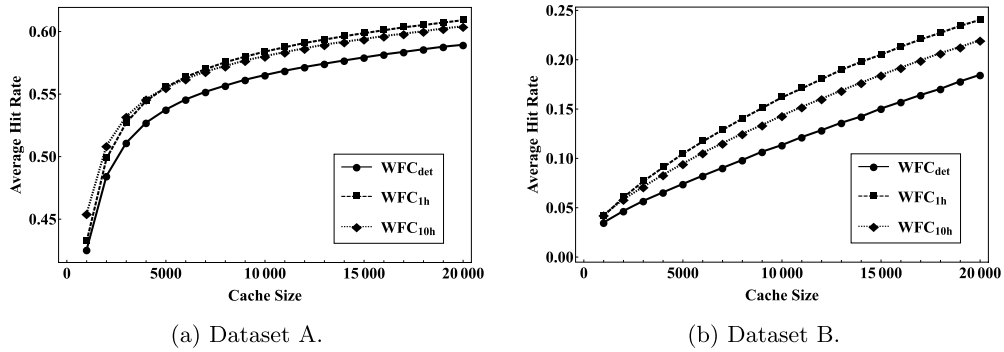 0.60
0.55
0.50
0.45
Average Hit Rate
WFCdet
WFC1h
WFC10h
0 5000 10 000 15 000 20 000
Cache Size
(a) Dataset A.
0.25
0.20
0.15
0.10
0.05
0.00
Average Hit Rate
WFCdet
WFC1h
WFC10h
0 5000 10 000 15 000 20 000
Cache Size
(b) Dataset B.